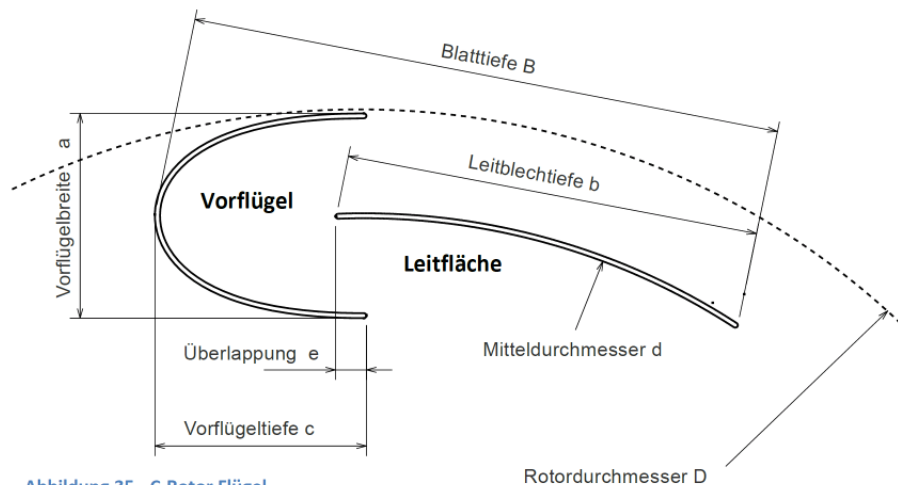 Blatttiefe B
Leitblechtiefe b
Vorflügelbreite a
Vorflügel
Leitfläche
Mitteldurchmesser d
Überlappung e
Vorflügeltiefe c
Rotordurchmesser D